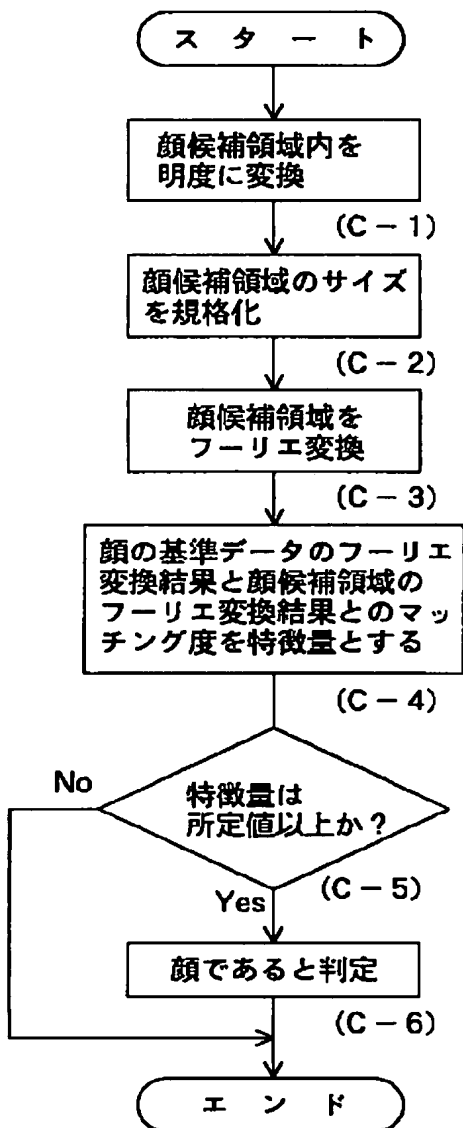 スタート
顔候補領域内を
明度に変換
(C－1)
顔候補領域のサイズ
を規格化
(C－2)
顔候補領域を
フーリエ変換
(C－3)
顔の基準データのフーリエ
変換結果と顔候補領域の
フーリエ変換結果とのマッ
チング度を特徴量とする
(C－4)
No
特徴量は
所定値以上か？
(C－5)
Yes
顔であると判定
(C－6)
エンド